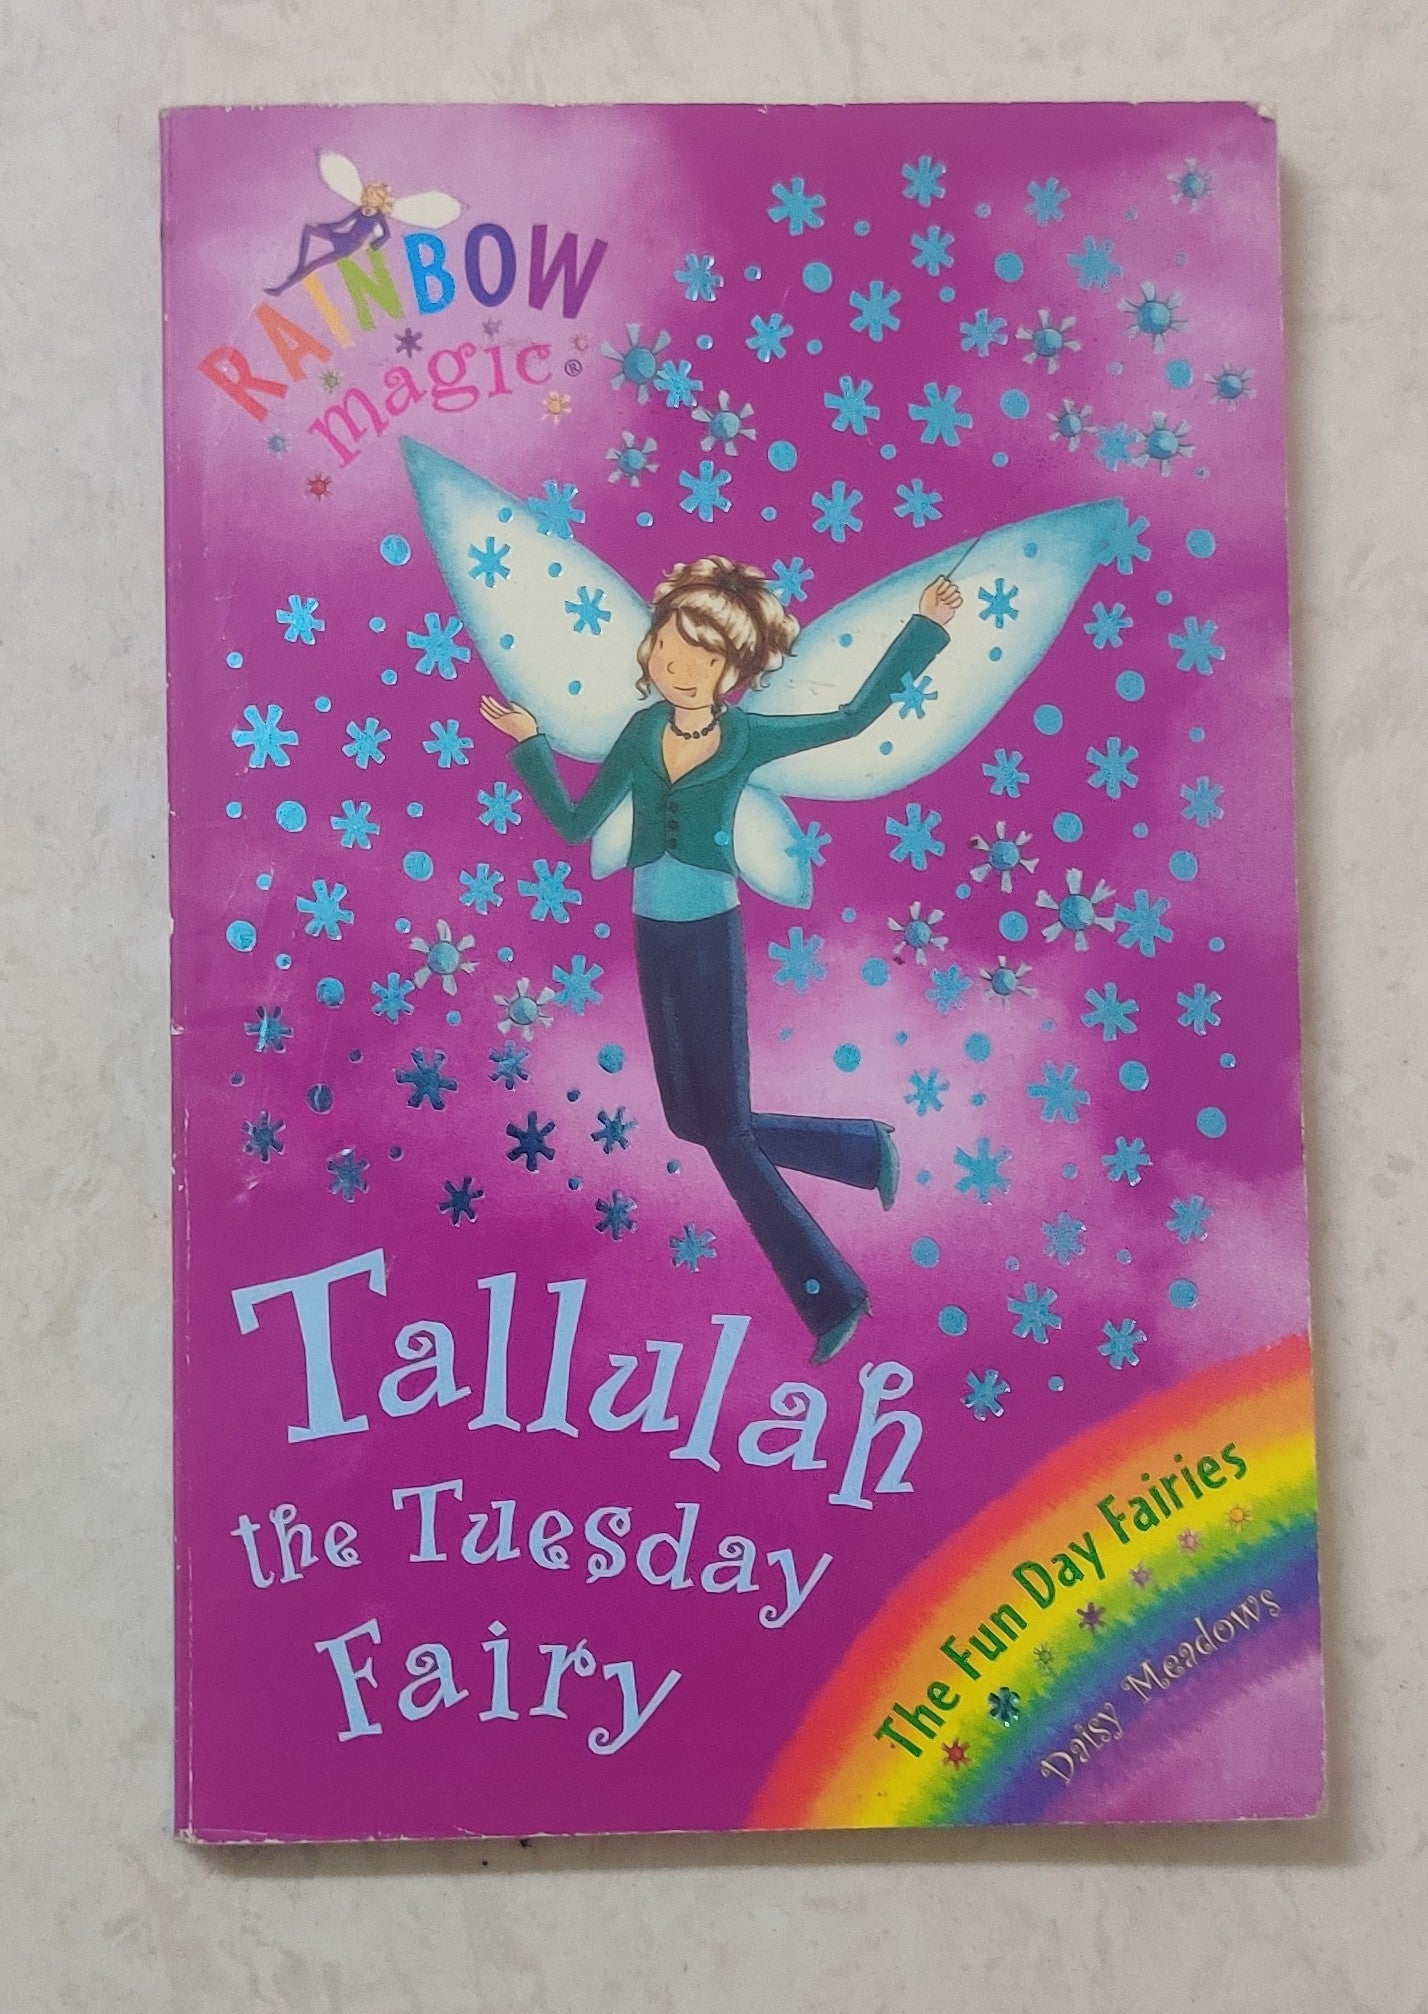 RAINBOW
magic®
Tallulah
the Tuesday
Fairy
The Fun Day Fairies
Daisy Meadows